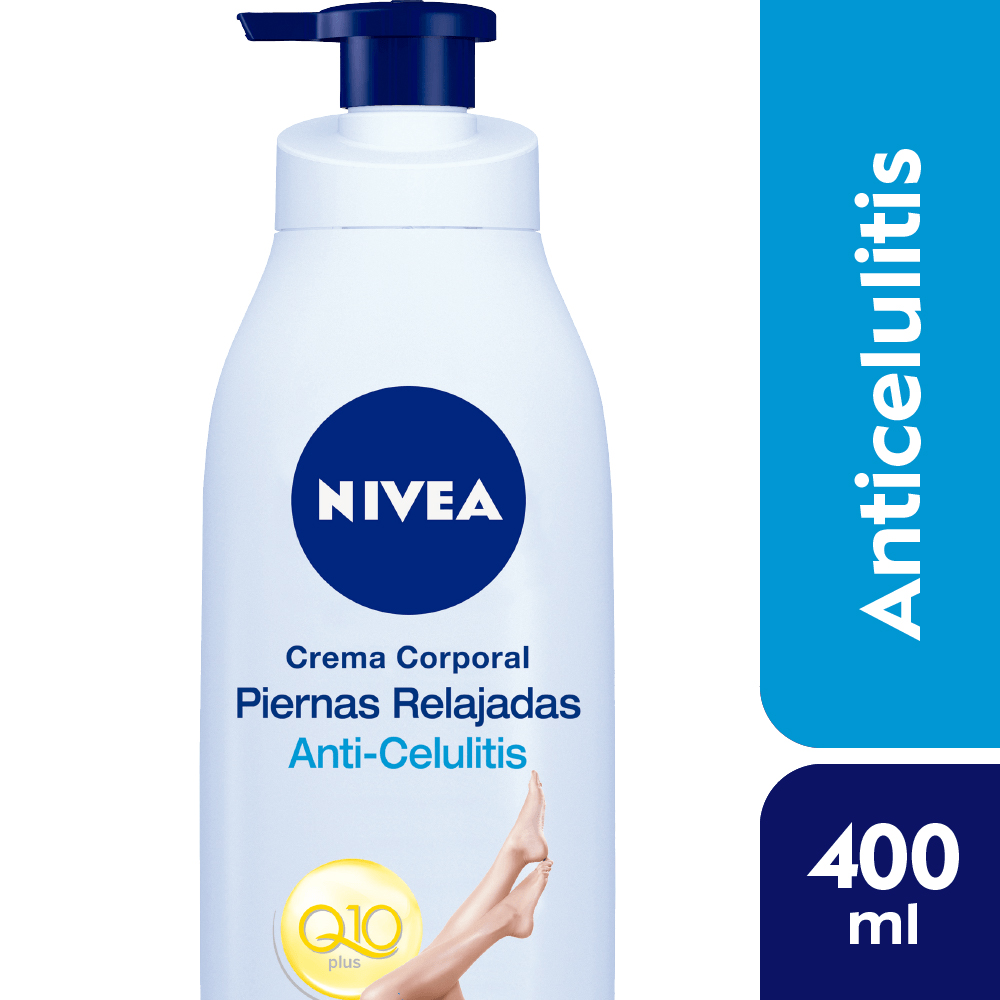 NIVEA
Crema Corporal
Piernas Relajadas
Anti-Celulitis
Q10
plus
Anticelulitis
400
ml